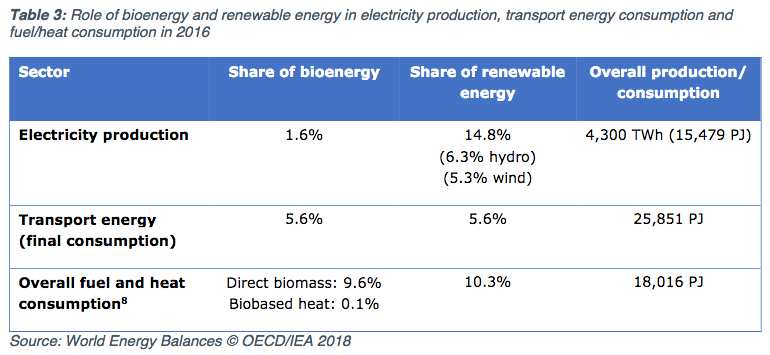 Table 3: Role of bioenergy and renewable energy in electricity production, transport energy consumption and
fuel/heat consumption in 2016
Sector Share of bioenergy Share of renewable energy Overall production/ consumption
Electricity production 1.6% 14.8% 4,300 TWh (15,479 PJ)
(6.3% hydro)
(5.3% wind)
Transport energy 5.6% 5.6% 25,851 PJ
(final consumption)
Overall fuel and heat Direct biomass: 9.6% 10.3% 18,016 PJ
consumption⁸ Biobased heat: 0.1%
Source: World Energy Balances © OECD/IEA 2018